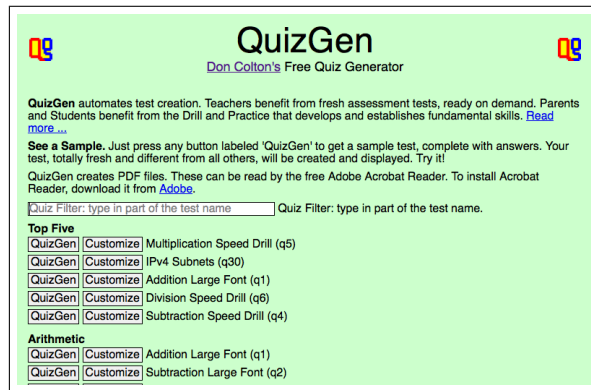 QG
QuizGen
QG
Don Colton's Free Quiz Generator
QuizGen automates test creation. Teachers benefit from fresh assessment tests, ready on demand. Parents
and Students benefit from the Drill and Practice that develops and establishes fundamental skills. Read
more ...
See a Sample. Just press any button labeled 'QuizGen' to get a sample test, complete with answers. Your
test, totally fresh and different from all others, will be created and displayed. Try it!
QuizGen creates PDF files. These can be read by the free Adobe Acrobat Reader. To install Acrobat
Reader, download it from Adobe.
Quiz Filter: type in part of the test name Quiz Filter: type in part of the test name.
Top Five
QuizGen Customize Multiplication Speed Drill (q5)
QuizGen Customize IPv4 Subnets (q30)
QuizGen Customize Addition Large Font (q1)
QuizGen Customize Division Speed Drill (q6)
QuizGen Customize Subtraction Speed Drill (q4)
Arithmetic
QuizGen Customize Addition Large Font (q1)
QuizGen Customize Subtraction Large Font (q2)